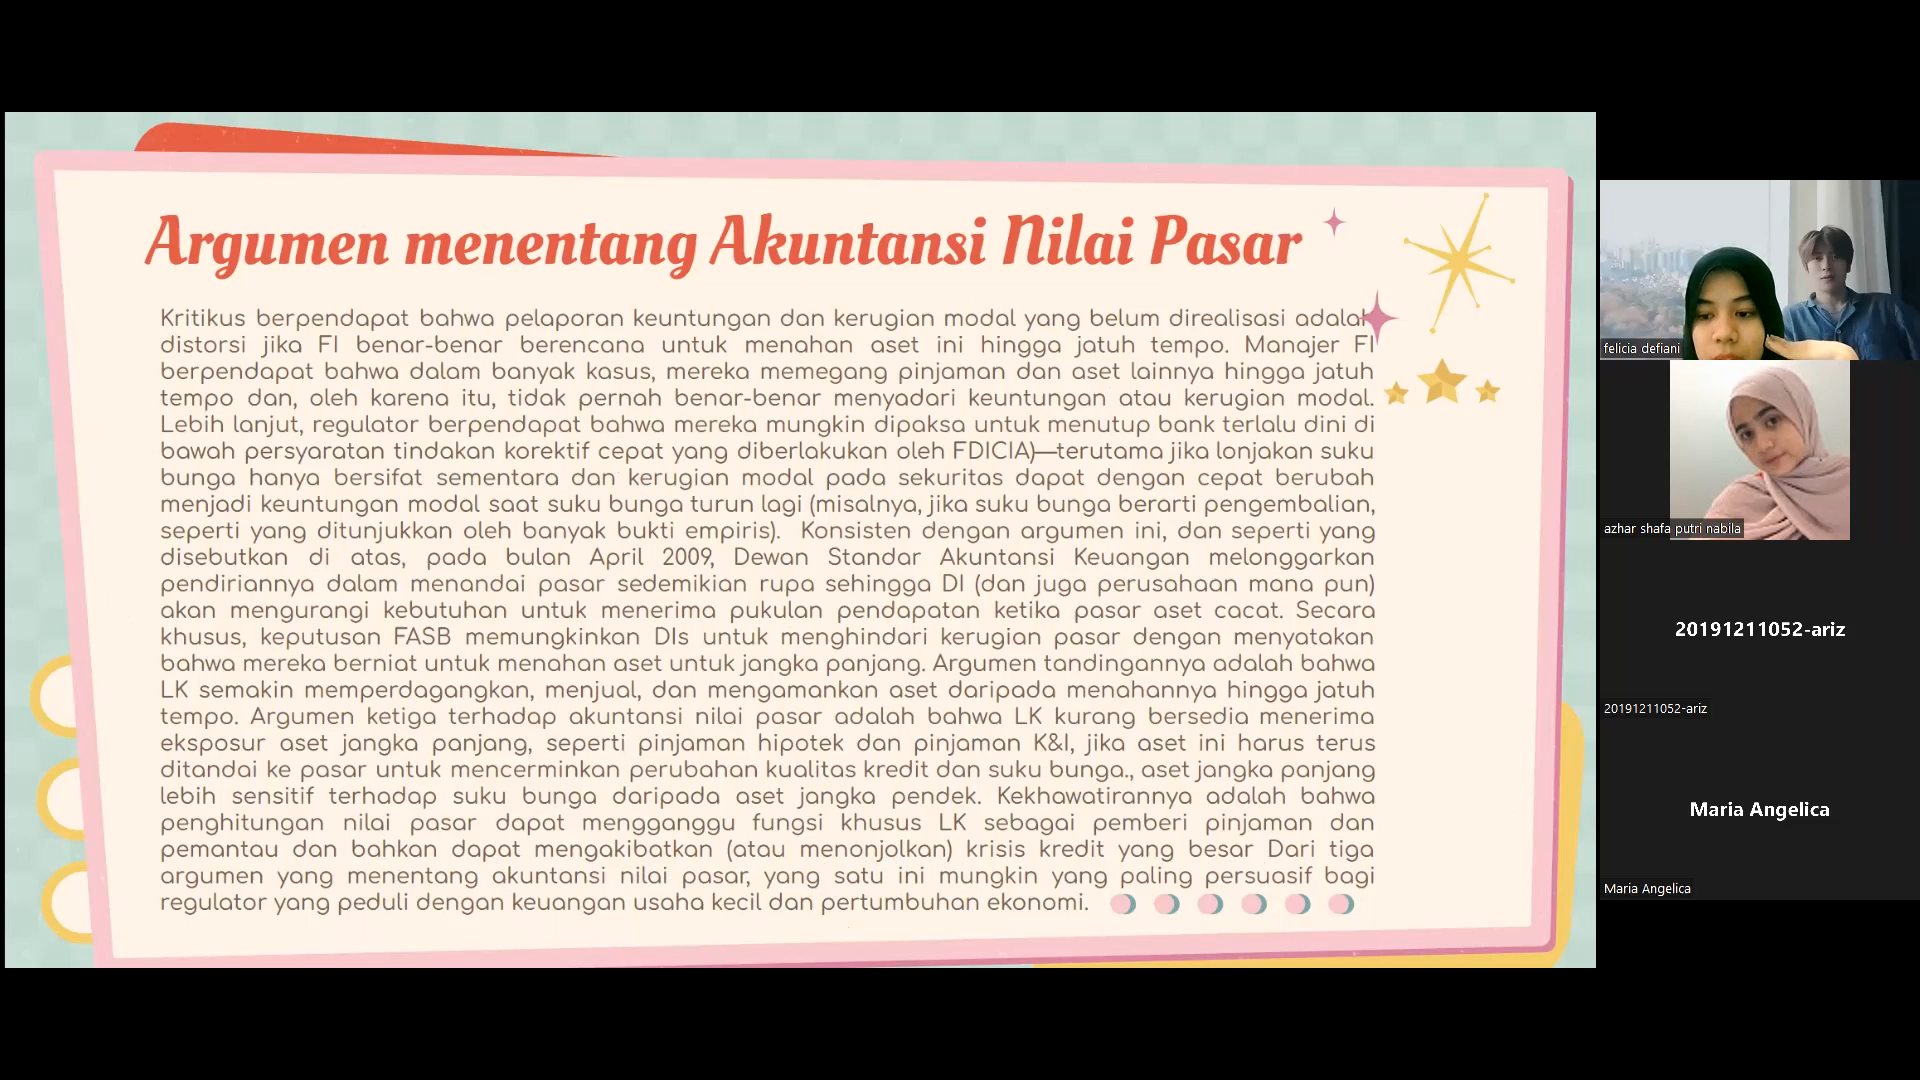 Argumen menentang Akuntansi Nilai Pasar
Kritikus berpendapat bahwa pelaporan keuntungan dan kerugian modal yang belum direalisasi adalah
distorsi jika FI benar-benar berencana untuk menahan aset ini hingga jatuh tempo. Manajer FI
berpendapat bahwa dalam banyak kasus, mereka memegang pinjaman dan aset lainnya hingga jatuh
tempo dan, oleh karena itu, tidak pernah benar-benar menyadari keuntungan atau kerugian modal.
Lebih lanjut, regulator berpendapat bahwa mereka mungkin dipaksa untuk menutup bank terlalu dini di
bawah persyaratan tindakan korektif cepat yang diberlakukan oleh FDICIA)—terutama jika lonjakan suku
bunga hanya bersifat sementara dan kerugian modal pada sekuritas dapat dengan cepat berubah
menjadi keuntungan modal saat suku bunga turun lagi (misalnya, jika suku bunga berarti pengembalian,
seperti yang ditunjukkan oleh banyak bukti empiris). Konsisten dengan argumen ini, dan seperti yang
disebutkan di atas, pada bulan April 2009, Dewan Standar Akuntansi Keuangan melonggarkan
pendiriannya dalam menandai pasar sedemikian rupa sehingga DI (dan juga perusahaan mana pun)
akan mengurangi kebutuhan untuk menerima pukulan pendapatan ketika pasar aset cacat. Secara
khusus, keputusan FASB memungkinkan DIs untuk menghindari kerugian pasar dengan menyatakan
bahwa mereka berniat untuk menahan aset untuk jangka panjang. Argumen tandingannya adalah bahwa
LK semakin memperdagangkan, menjual, dan mengamankan aset daripada menahannya hingga jatuh
tempo. Argumen ketiga terhadap akuntansi nilai pasar adalah bahwa LK kurang bersedia menerima
eksposur aset jangka panjang, seperti pinjaman hipotek dan pinjaman K&I, jika aset ini harus terus
ditandai ke pasar untuk mencerminkan perubahan kualitas kredit dan suku bunga., aset jangka panjang
lebih sensitif terhadap suku bunga daripada aset jangka pendek. Kekhawatirannya adalah bahwa
penghitungan nilai pasar dapat mengganggu fungsi khusus LK sebagai pemberi pinjaman dan
pemantau dan bahkan dapat mengakibatkan (atau menonjolkan) krisis kredit yang besar Dari tiga
argumen yang menentang akuntansi nilai pasar, yang satu ini mungkin yang paling persuasif bagi
regulator yang peduli dengan keuangan usaha kecil dan pertumbuhan ekonomi.
felicia defiani
azhar shafa putri nabila
20191211052-ariz
20191211052-ariz
Maria Angelica
Maria Angelica